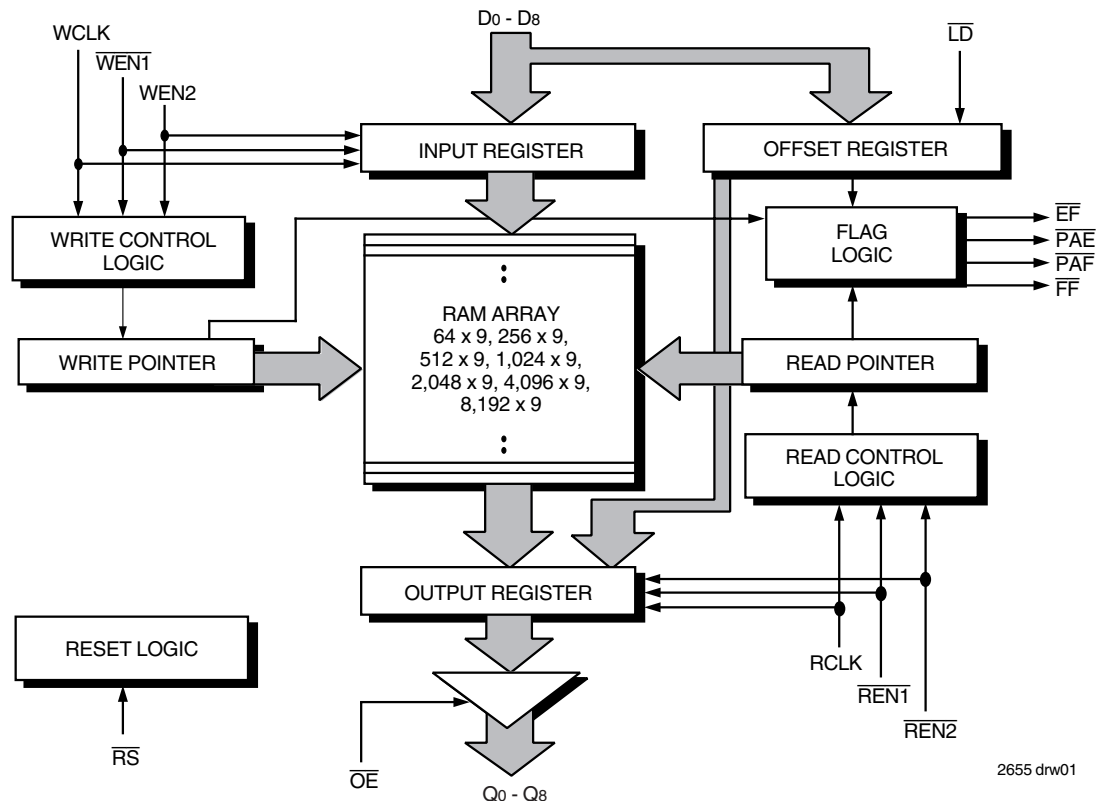 D0 - D8
WCLK
WEN1
WEN2
LD
INPUT REGISTER
OFFSET REGISTER
WRITE CONTROL
LOGIC
FLAG
LOGIC
EF
PAE
PAF
FF
RAM ARRAY
64 x 9, 256 x 9,
512 x 9, 1,024 x 9,
2,048 x 9, 4,096 x 9,
8,192 x 9
WRITE POINTER
READ POINTER
READ CONTROL
LOGIC
OUTPUT REGISTER
RESET LOGIC
RCLK
REN1
REN2
RS
OE
Q0 - Q8
2655 drw01